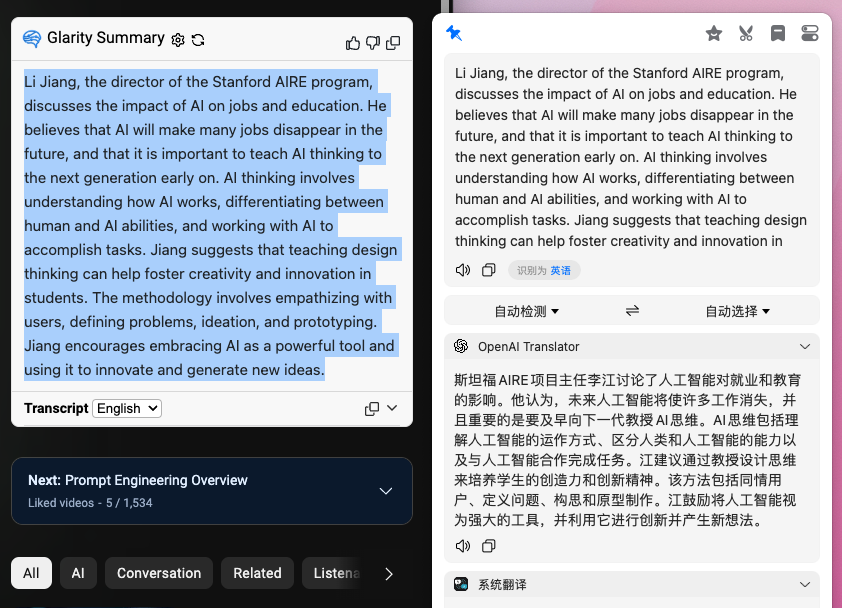 Glarity Summary
Li Jiang, the director of the Stanford AIRE program,
discusses the impact of AI on jobs and education. He
believes that AI will make many jobs disappear in the
future, and that it is important to teach AI thinking to
the next generation early on. AI thinking involves
understanding how AI works, differentiating between
human and AI abilities, and working with AI to
accomplish tasks. Jiang suggests that teaching design
thinking can help foster creativity and innovation in
students. The methodology involves empathizing with
users, defining problems, ideation, and prototyping.
Jiang encourages embracing AI as a powerful tool and
using it to innovate and generate new ideas.
Transcript English
Next: Prompt Engineering Overview
Liked videos - 5 / 1,534
All AI Conversation Related Listena
Li Jiang, the director of the Stanford AIRE program,
discusses the impact of AI on jobs and education. He
believes that AI will make many jobs disappear in the
future, and that it is important to teach AI thinking to
the next generation early on. AI thinking involves
understanding how AI works, differentiating between
human and AI abilities, and working with AI to
accomplish tasks. Jiang suggests that teaching design
thinking can help foster creativity and innovation in
识别为 英语
自动检测 自动选择
OpenAI Translator
斯坦福AIRE项目主任李江讨论了人工智能对就业和教育
的影响。他认为，未来人工智能将使许多工作消失，并
且重要的是要及早向下一代教授AI思维。AI思维包括理
解人工智能的运作方式、区分人类和人工智能的能力以
及与人工智能合作完成任务。江建议通过教授设计思维
来培养学生的创造力和创新精神。该方法包括同情用
户、定义问题、构思和原型制作。江鼓励将人工智能视
为强大的工具，并利用它进行创新并产生新想法。
系统翻译